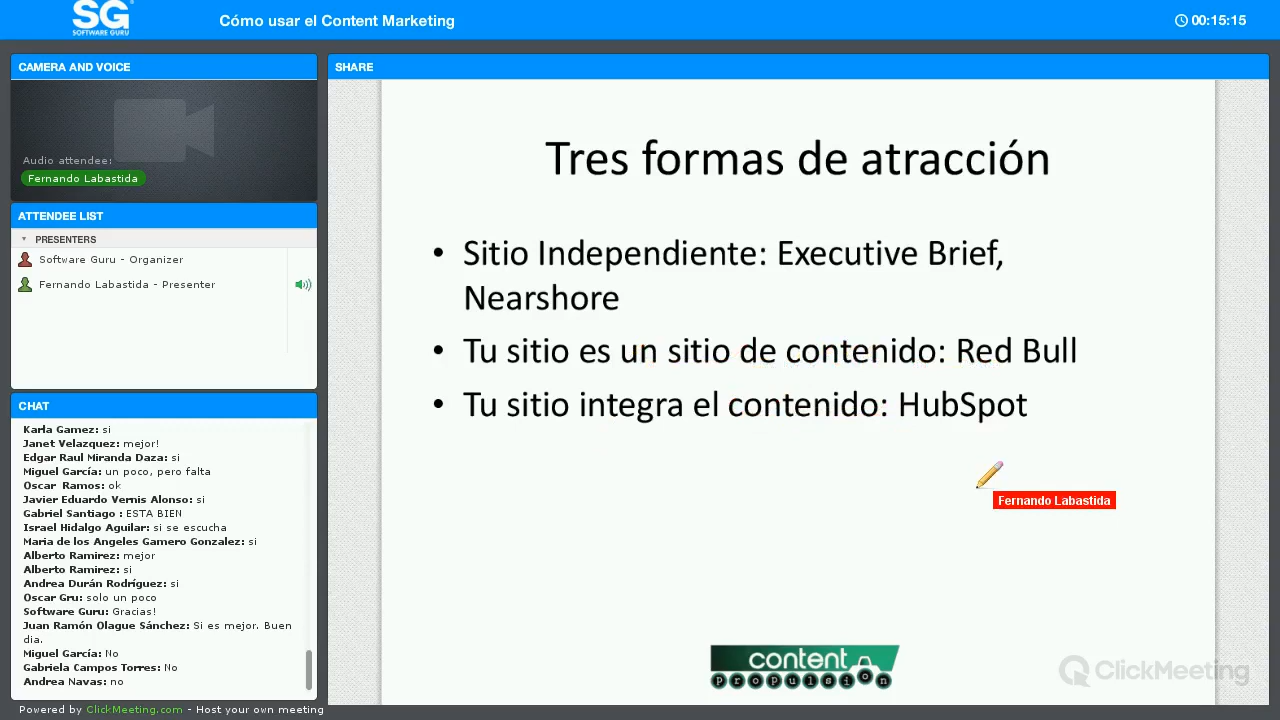 SG
SOFTWARE GURU
Cómo usar el Content Marketing
00:15:15
CAMERA AND VOICE
Audio attendee:
Fernando Labastida
ATTENDEE LIST
PRESENTERS
Software Guru - Organizer
Fernando Labastida - Presenter
CHAT
Karla Gamez: si
Janet Velazquez: mejor!
Edgar Raul Miranda Daza: si
Miguel García: un poco, pero falta
Oscar Ramos: ok
Javier Eduardo Vernis Alonso: si
Gabriel Santiago : ESTA BIEN
Israel Hidalgo Aguilar: si se escucha
Maria de los Angeles Gamero Gonzalez: si
Alberto Ramirez: mejor
Alberto Ramirez: si
Andrea Durán Rodríguez: si
Oscar Gru: solo un poco
Software Guru: Gracias!
Juan Ramón Olague Sánchez: Si es mejor. Buen
dia.
Miguel García: No
Gabriela Campos Torres: No
Andrea Navas: no
Powered by ClickMeeting.com - Host your own meeting
SHARE
Tres formas de atracción
• Sitio Independiente: Executive Brief,
Nearshore
• Tu sitio es un sitio de contenido: Red Bull
• Tu sitio integra el contenido: HubSpot
Fernando Labastida
content
propulsion
ClickMeeting